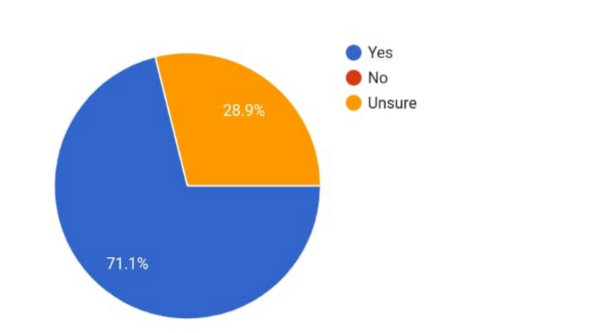 Yes
No
Unsure
28.9%
71.1%